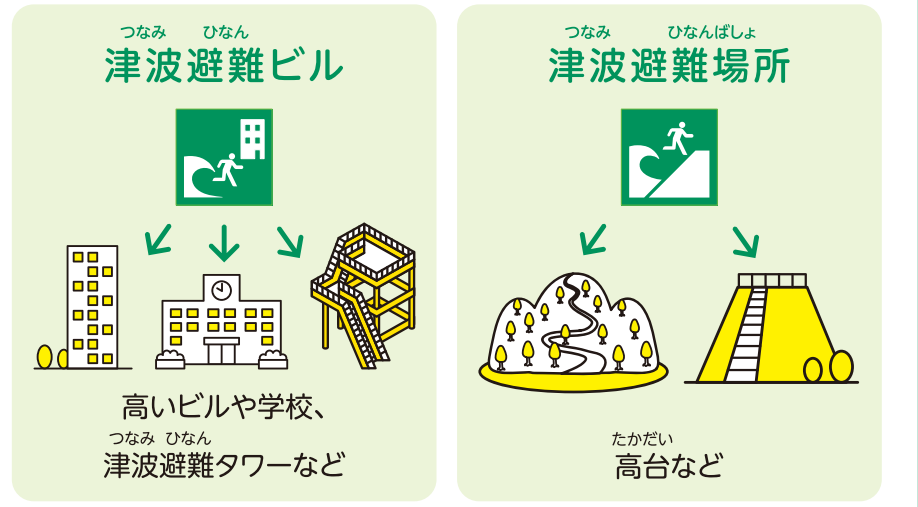 つなみ ひなん
津波避難ビル
高いビルや学校、
つなみ ひなん
津波避難タワーなど
つなみ ひなんばしょ
津波避難場所
たかだい
高台など